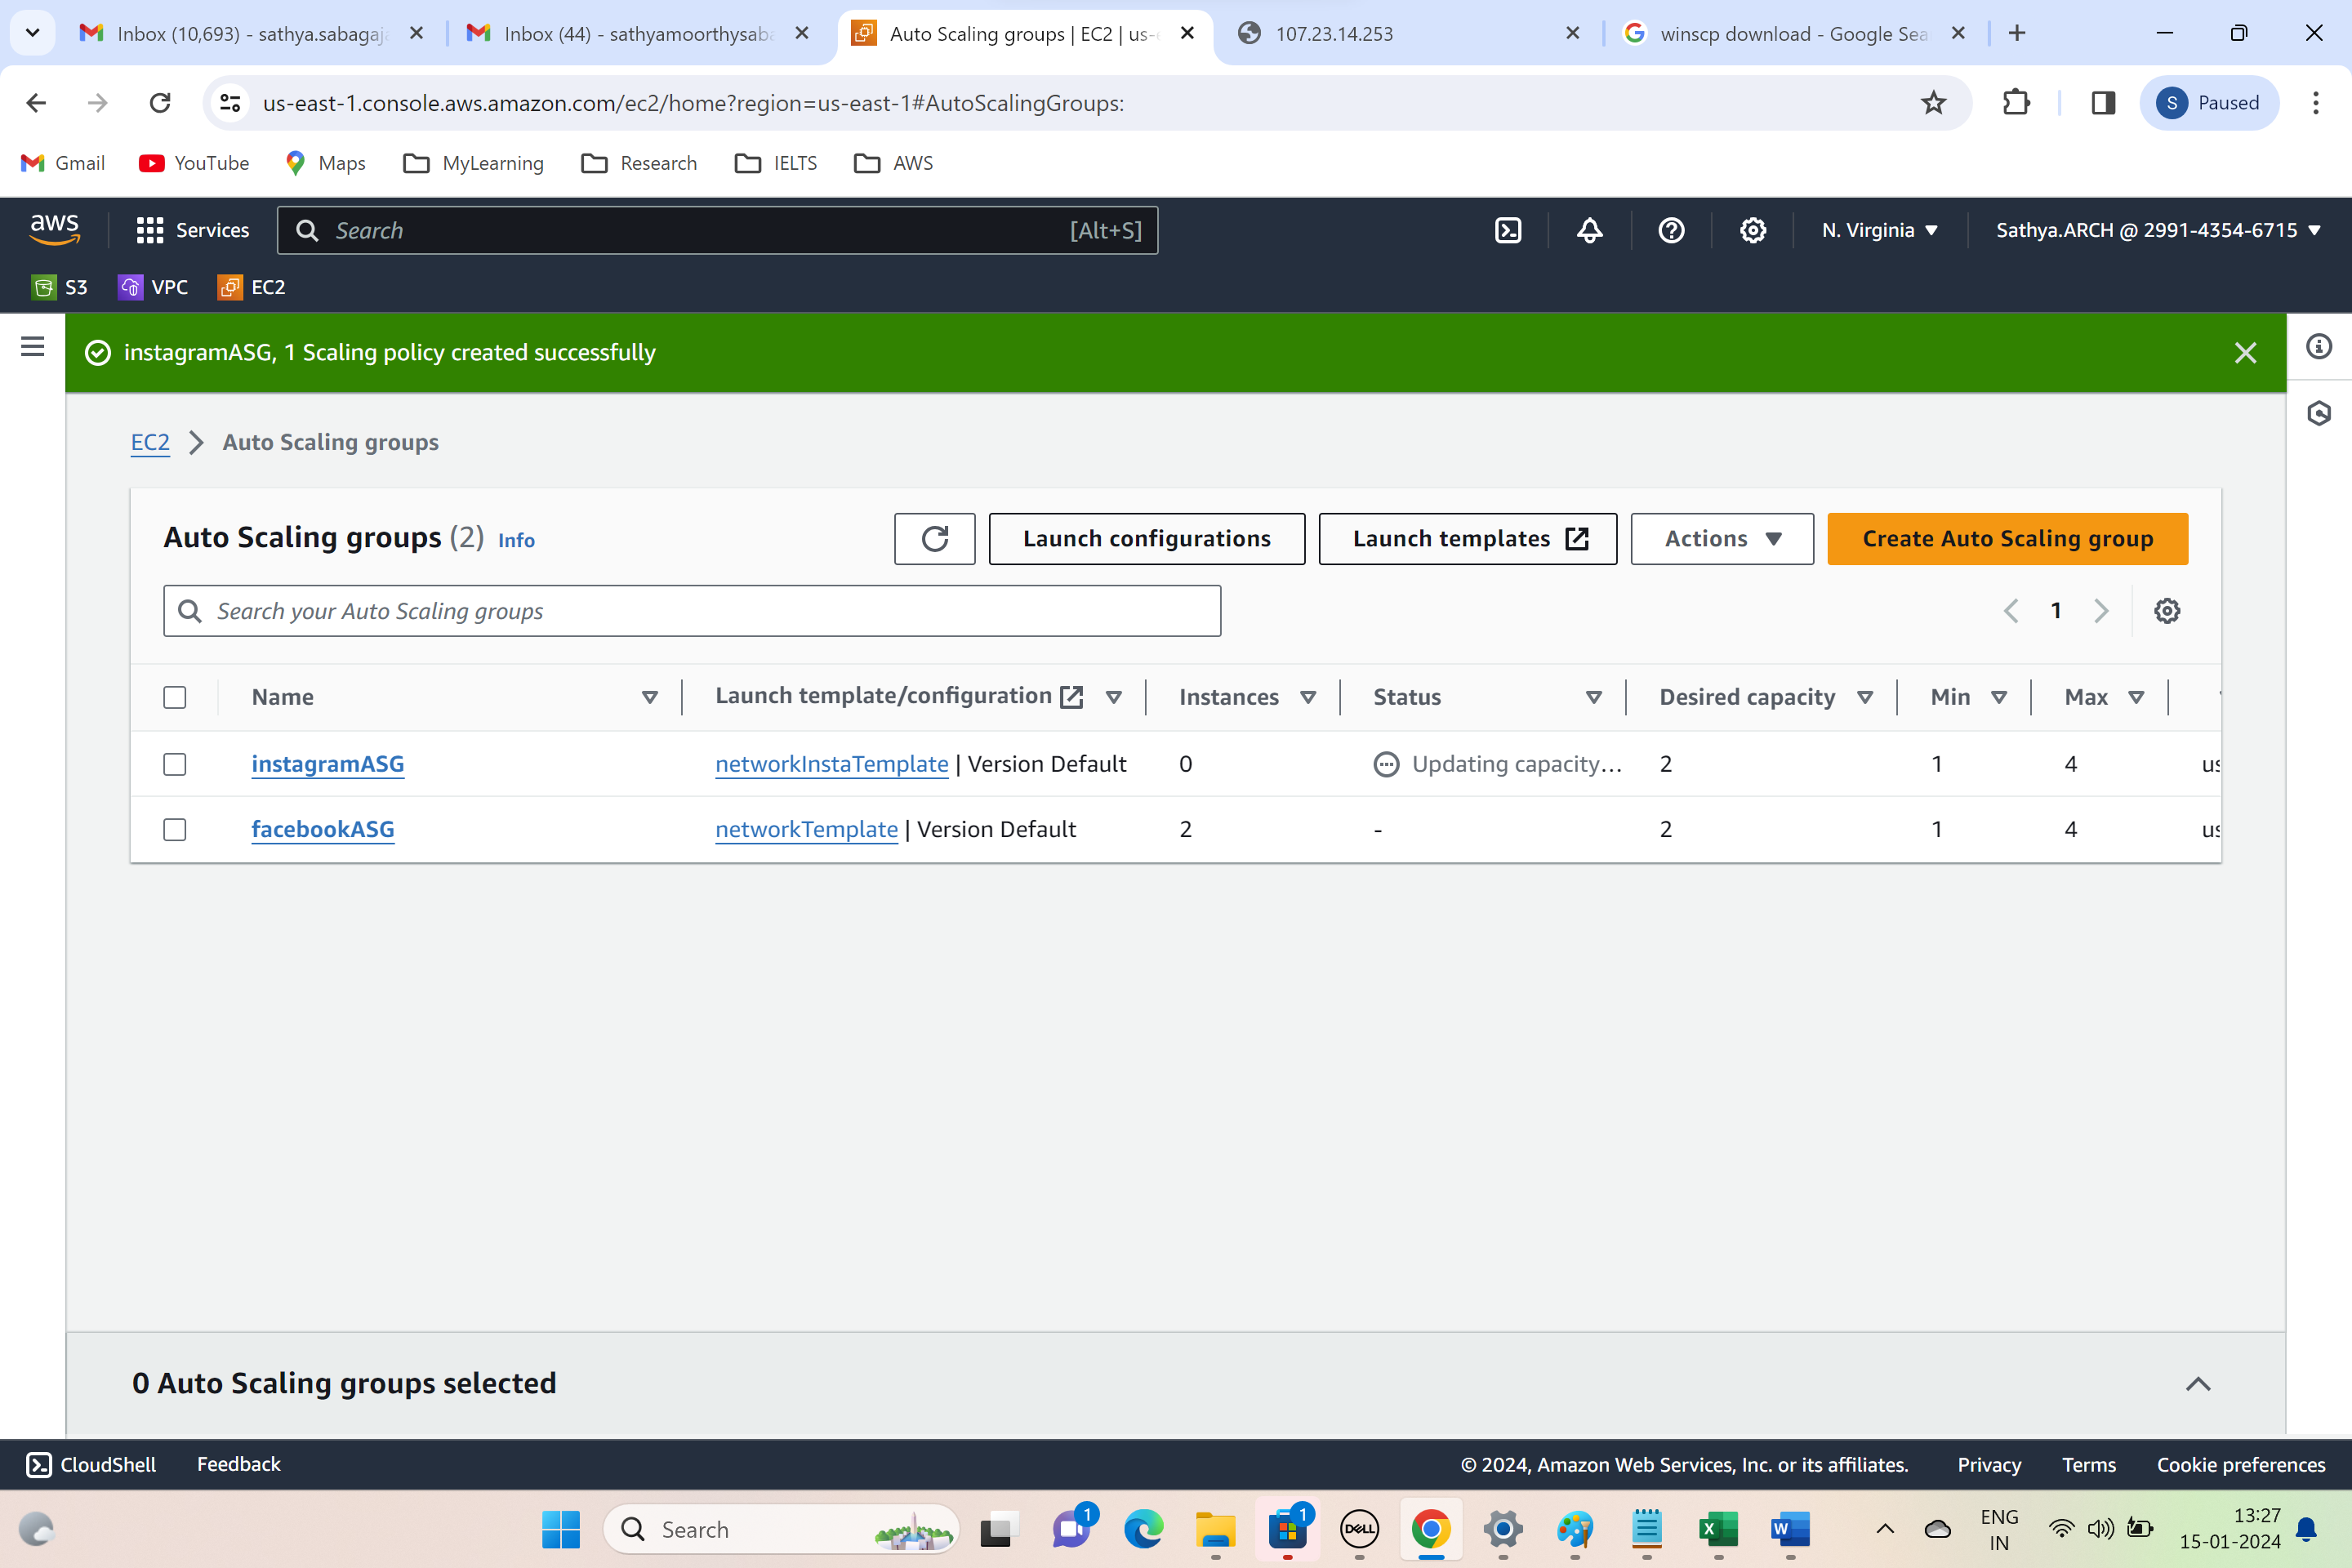 Inbox (10,693) - sathya.sabagaj
Inbox (44) - sathyamoorthysab
Auto Scaling groups | EC2 | us-
107.23.14.253
winscp download - Google Sea
us-east-1.console.aws.amazon.com/ec2/home?region=us-east-1#AutoScalingGroups:
S Paused
Gmail YouTube Maps MyLearning Research IELTS AWS
aws Services Search [Alt+S] N. Virginia Sathya.ARCH @ 2991-4354-6715
S3 VPC EC2
instagramASG, 1 Scaling policy created successfully
EC2 Auto Scaling groups
Auto Scaling groups (2) Info Launch configurations Launch templates Actions Create Auto Scaling group
Search your Auto Scaling groups 1
Name Launch template/configuration Instances Status Desired capacity Min Max
instagramASG networkInstaTemplate | Version Default 0 Updating capacity... 2 1 4 us
facebookASG networkTemplate | Version Default 2 - 2 1 4 us
0 Auto Scaling groups selected
CloudShell Feedback © 2024, Amazon Web Services, Inc. or its affiliates. Privacy Terms Cookie preferences
Search 1 1 DELL X W ENG 13:27
IN 15-01-2024